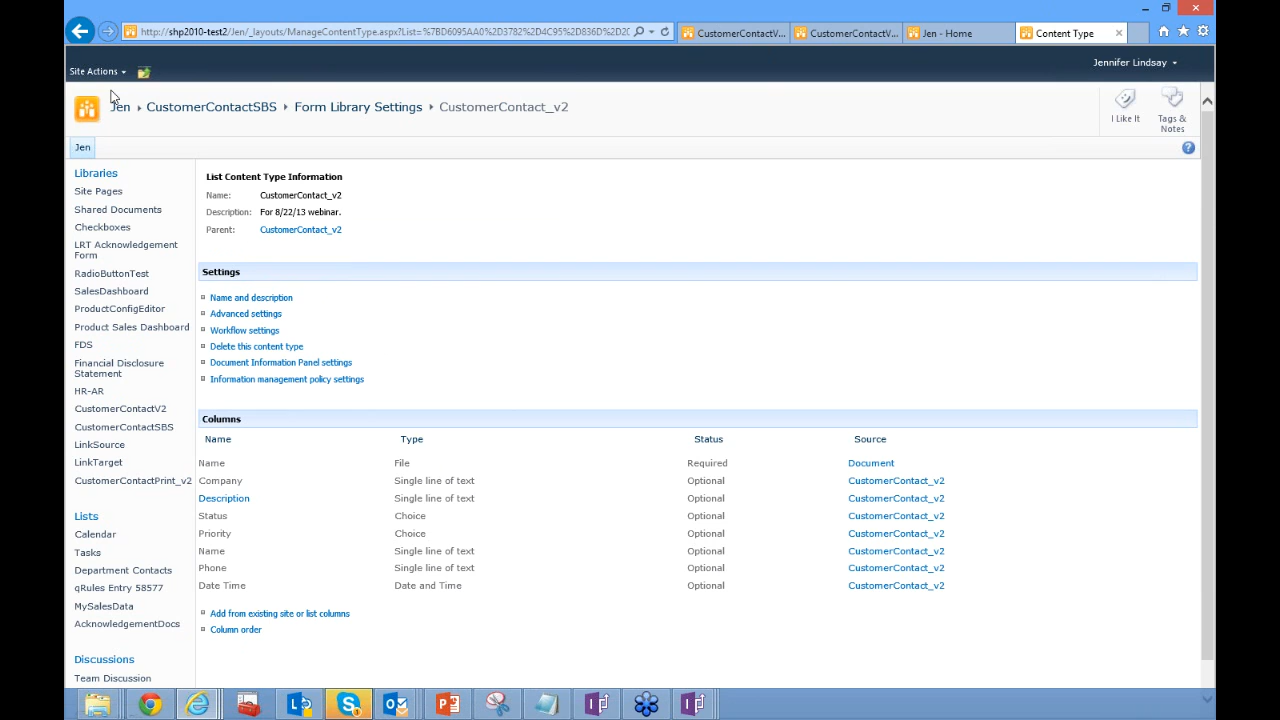 http://shp2010-test2/Jen/_layouts/ManageContentType.aspx?List=%7BD6095AA0%2D3782%2D4C95%2D836D%2D20
CustomerContactV...
CustomerContactV...
Jen - Home
Content Type
Site Actions
Jennifer Lindsay
Jen
CustomerContactSBS
Form Library Settings
CustomerContact_v2
I Like It
Tags &
Notes
Jen
Libraries
Site Pages
Shared Documents
Checkboxes
LRT Acknowledgement
Form
RadioButtonTest
SalesDashboard
ProductConfigEditor
Product Sales Dashboard
FDS
Financial Disclosure
Statement
HR-AR
CustomerContactV2
CustomerContactSBS
LinkSource
LinkTarget
CustomerContactPrint_v2
Lists
Calendar
Tasks
Department Contacts
qRules Entry 58577
MySalesData
AcknowledgementDocs
Discussions
Team Discussion
List Content Type Information
Name: CustomerContact_v2
Description: For 8/22/13 webinar.
Parent: CustomerContact_v2
Settings
Name and description
Advanced settings
Workflow settings
Delete this content type
Document Information Panel settings
Information management policy settings
Columns
Name Type Status Source
Name File Required Document
Company Single line of text Optional CustomerContact_v2
Description Single line of text Optional CustomerContact_v2
Status Choice Optional CustomerContact_v2
Priority Choice Optional CustomerContact_v2
Name Single line of text Optional CustomerContact_v2
Phone Single line of text Optional CustomerContact_v2
Date Time Date and Time Optional CustomerContact_v2
Add from existing site or list columns
Column order